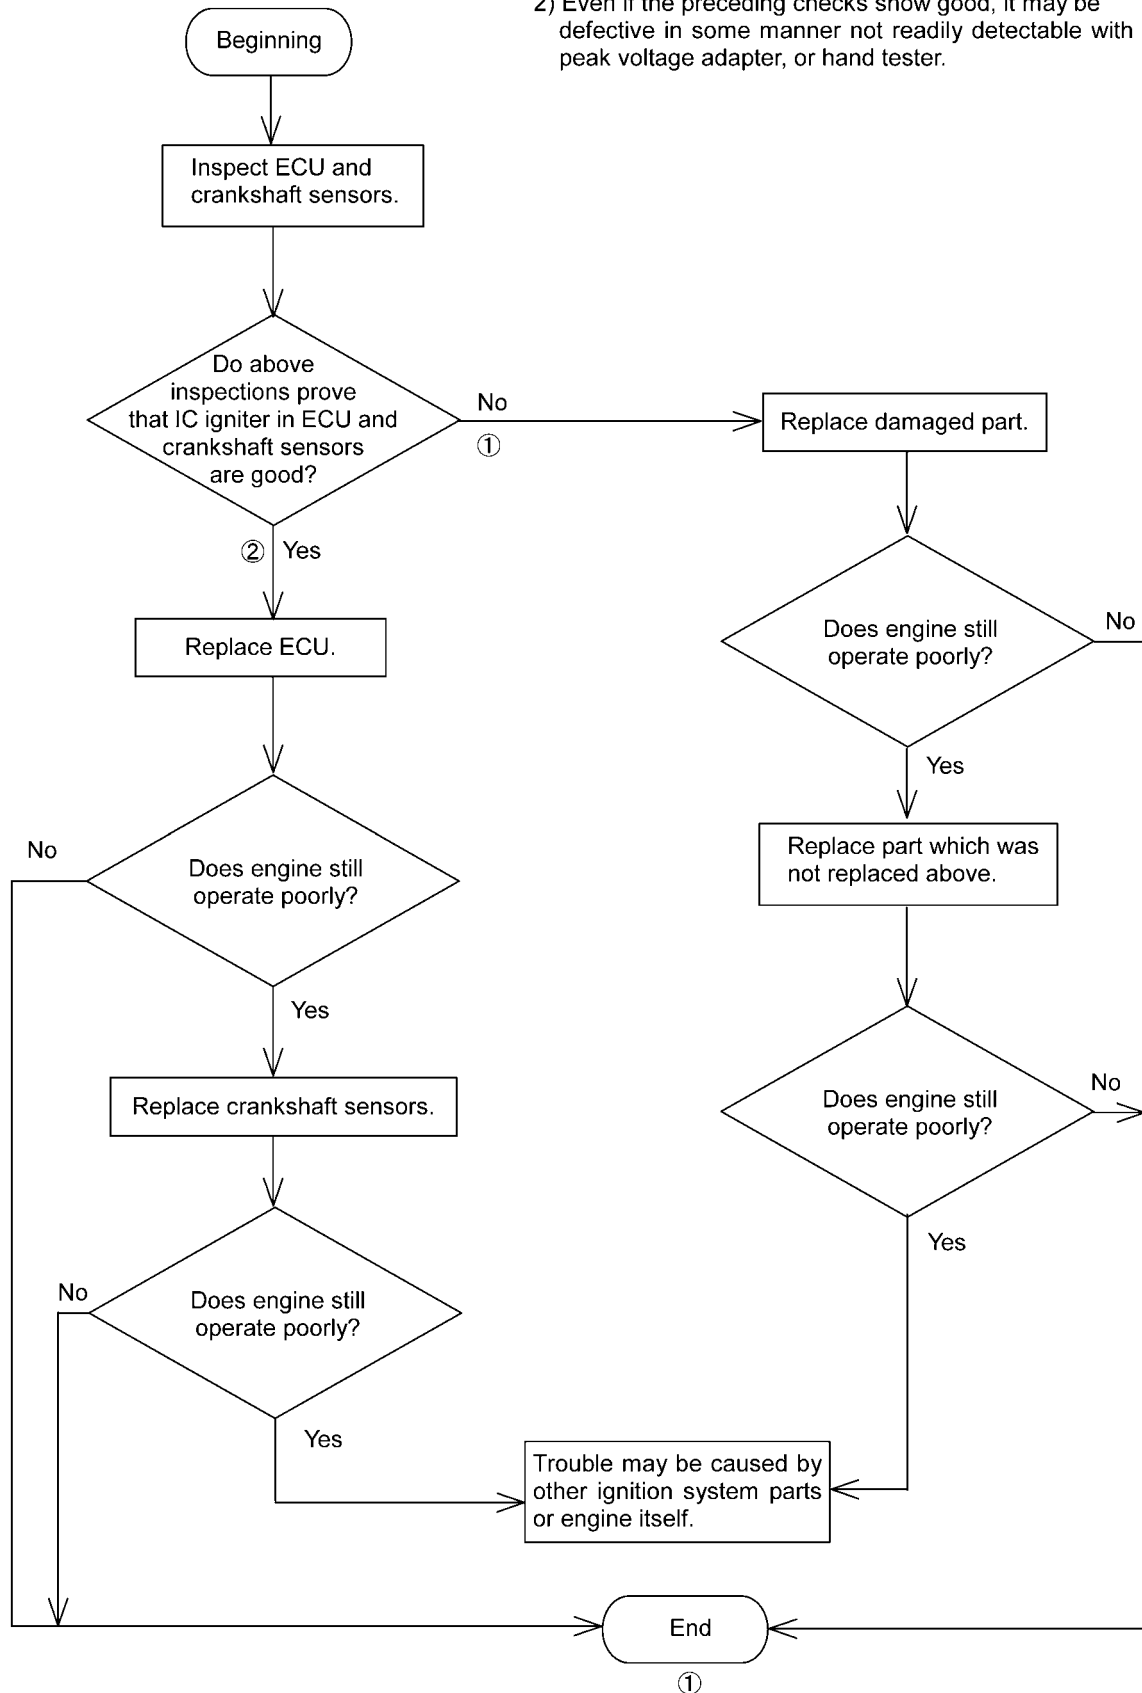 2) Even if the preceding checks show good, it may be
defective in some manner not readily detectable with
peak voltage adapter, or hand tester.
Beginning
Inspect ECU and
crankshaft sensors.
Do above
inspections prove
that IC igniter in ECU and
crankshaft sensors
are good?
No
①
Replace damaged part.
② Yes
Replace ECU.
Does engine still
operate poorly?
No
Yes
Replace part which was
not replaced above.
No
Does engine still
operate poorly?
Yes
Replace crankshaft sensors.
Does engine still
operate poorly?
No
Yes
No
Does engine still
operate poorly?
Yes
Trouble may be caused by
other ignition system parts
or engine itself.
End
①